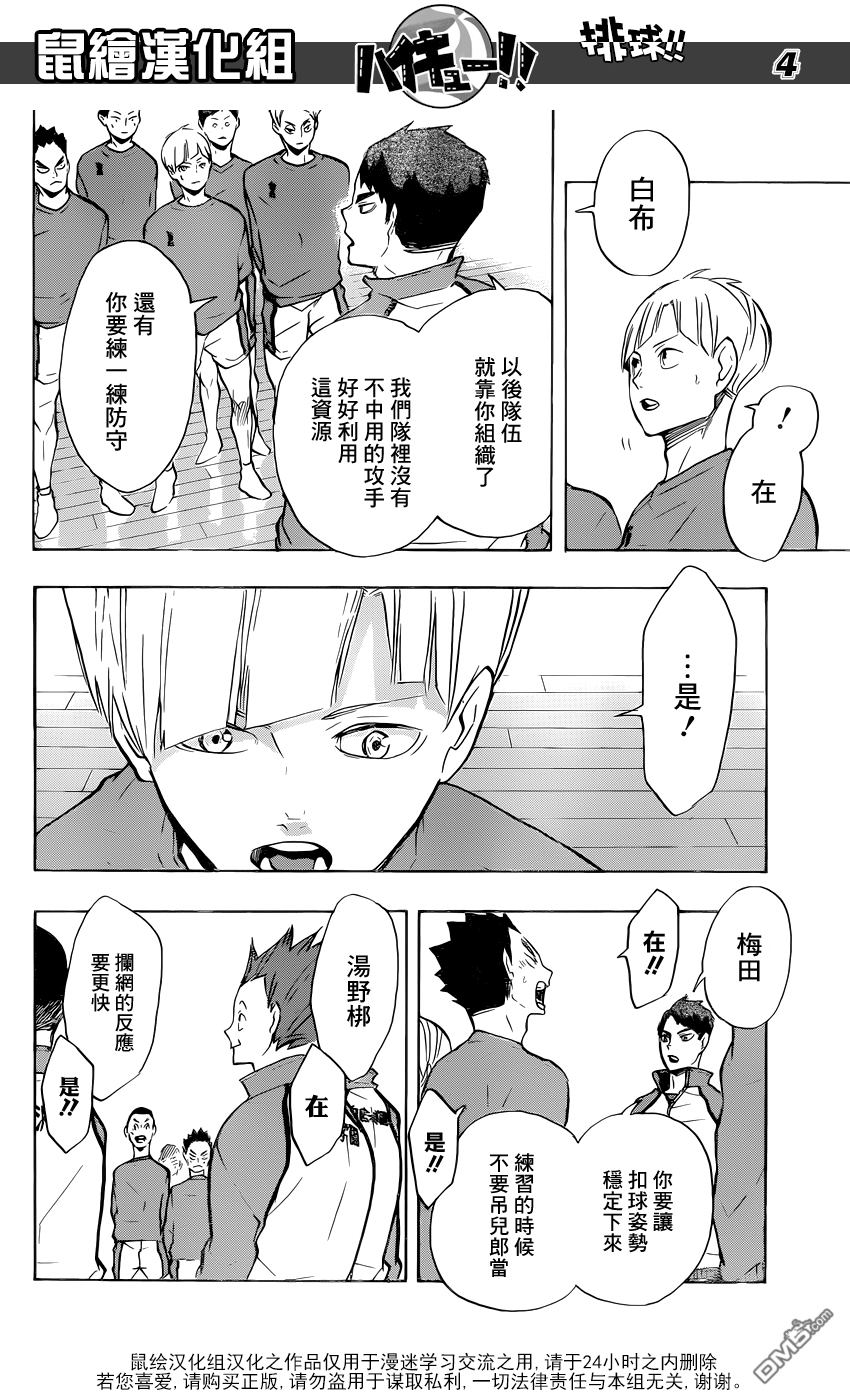 鼠繪漢化組
ハイキュー!!
排球!!
4
白布
!
在
以後隊伍
就靠你組織了
我們隊裡沒有
不中用的攻手
好好利用
這資源
還有
你要練一練防守
…是!
梅田
在!!
你要讓
扣球姿勢
穩定下來
練習的時候
不要吊兒郎當
是!!
湯野梆
在
攔網的反應
要更快
是!!
鼠绘汉化组汉化之作品仅用于漫迷学习交流之用, 请于24小时之内删除
若您喜爱, 请购买正版, 请勿盗用于谋取私利, 一切法律责任与本组无关, 谢谢。
DM5.com